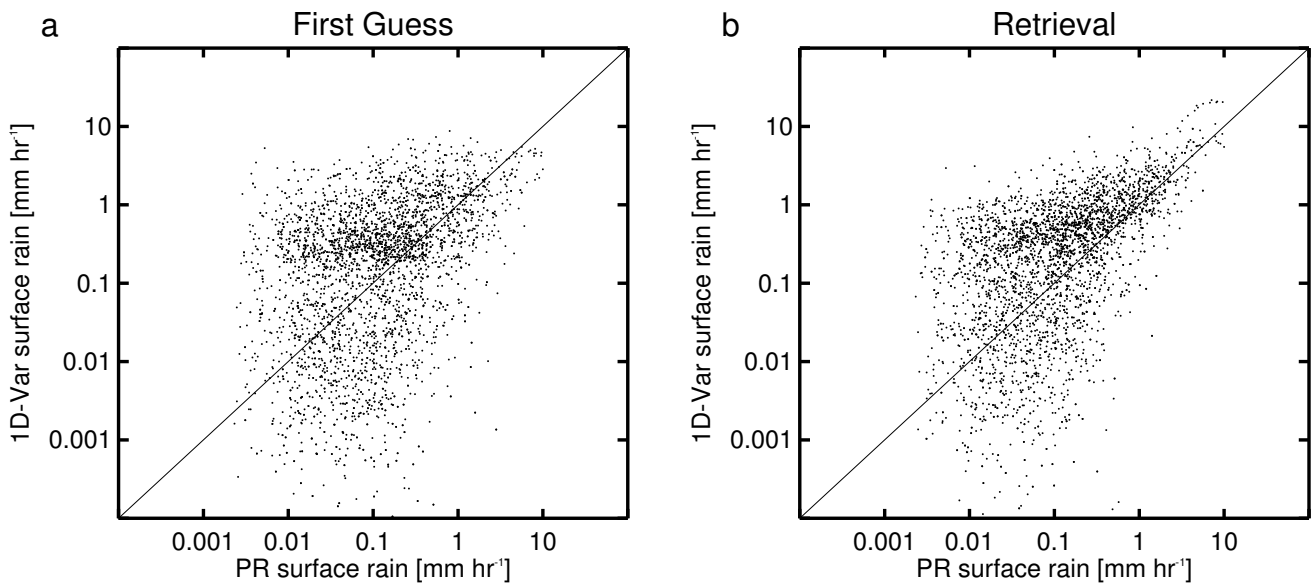 a
First Guess
1D-Var surface rain [mm hr⁻¹]
10
1
0.1
0.01
0.001
0.001 0.01 0.1 1 10
PR surface rain [mm hr⁻¹]
b
Retrieval
1D-Var surface rain [mm hr⁻¹]
10
1
0.1
0.01
0.001
0.001 0.01 0.1 1 10
PR surface rain [mm hr⁻¹]